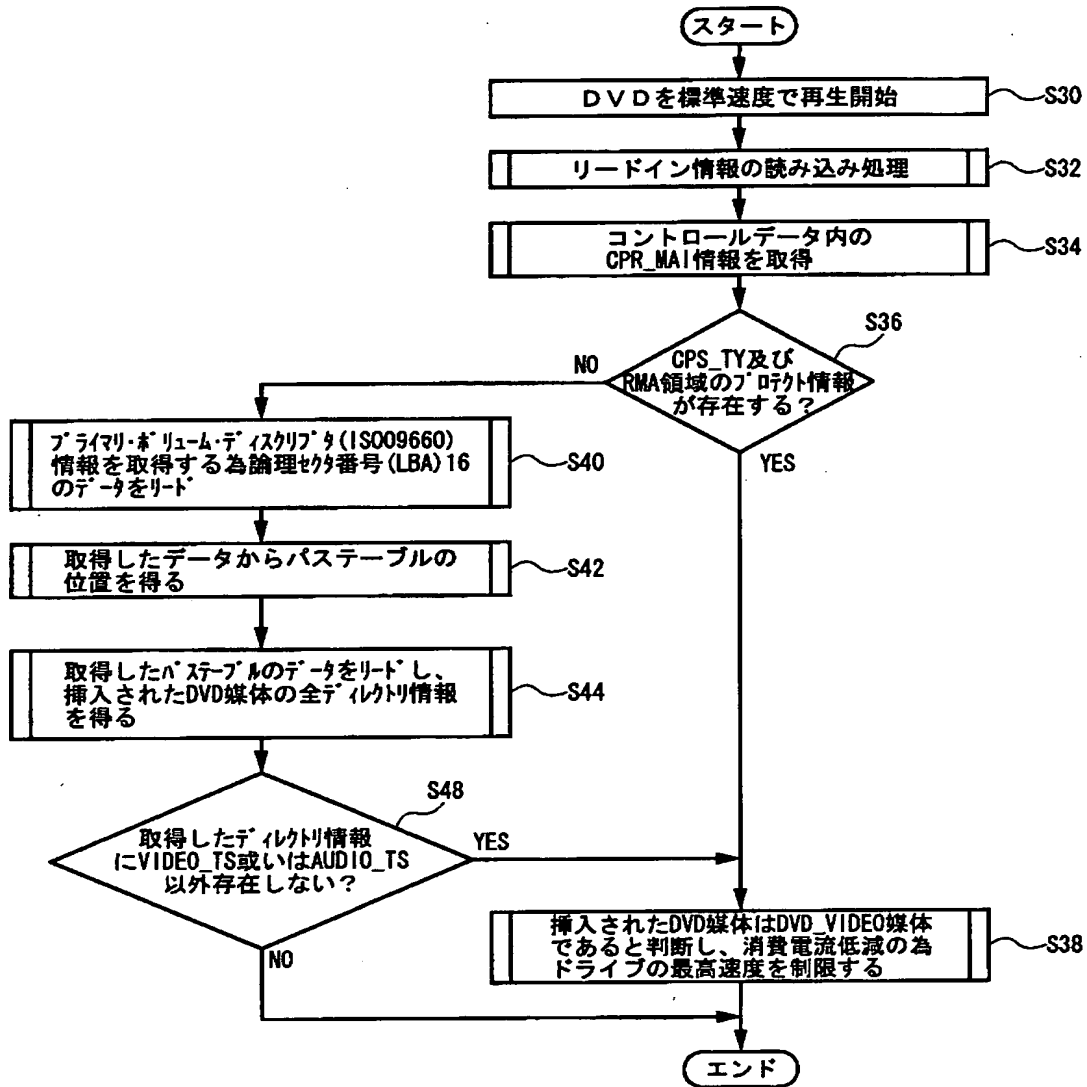 スタート
DVDを標準速度で再生開始
S30
リードイン情報の読み込み処理
S32
コントロールデータ内の
CPR_MAI情報を取得
S34
S36
CPS_TY及び
RMA領域のプロテクト情報
が存在する?
NO
YES
プライマリ・ボリューム・ディスクリプタ(ISO9660)
情報を取得する為論理セクタ番号(LBA)16
のデータをリード
S40
取得したデータからパステーブルの
位置を得る
S42
取得したパステーブルのデータをリードし、
挿入されたDVD媒体の全ディレクトリ情報
を得る
S44
S48
取得したディレクトリ情報
にVIDEO_TS或いはAUDIO_TS
以外存在しない?
YES
NO
挿入されたDVD媒体はDVD_VIDEO媒体
であると判断し、消費電流低減の為
ドライブの最高速度を制限する
S38
エンド